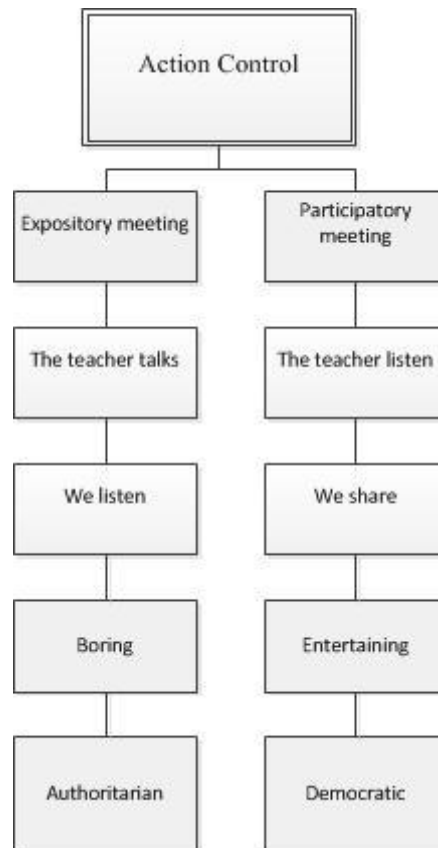 Action Control
Expository meeting
Participatory
meeting
The teacher talks
The teacher listen
We listen
We share
Boring
Entertaining
Authoritarian
Democratic